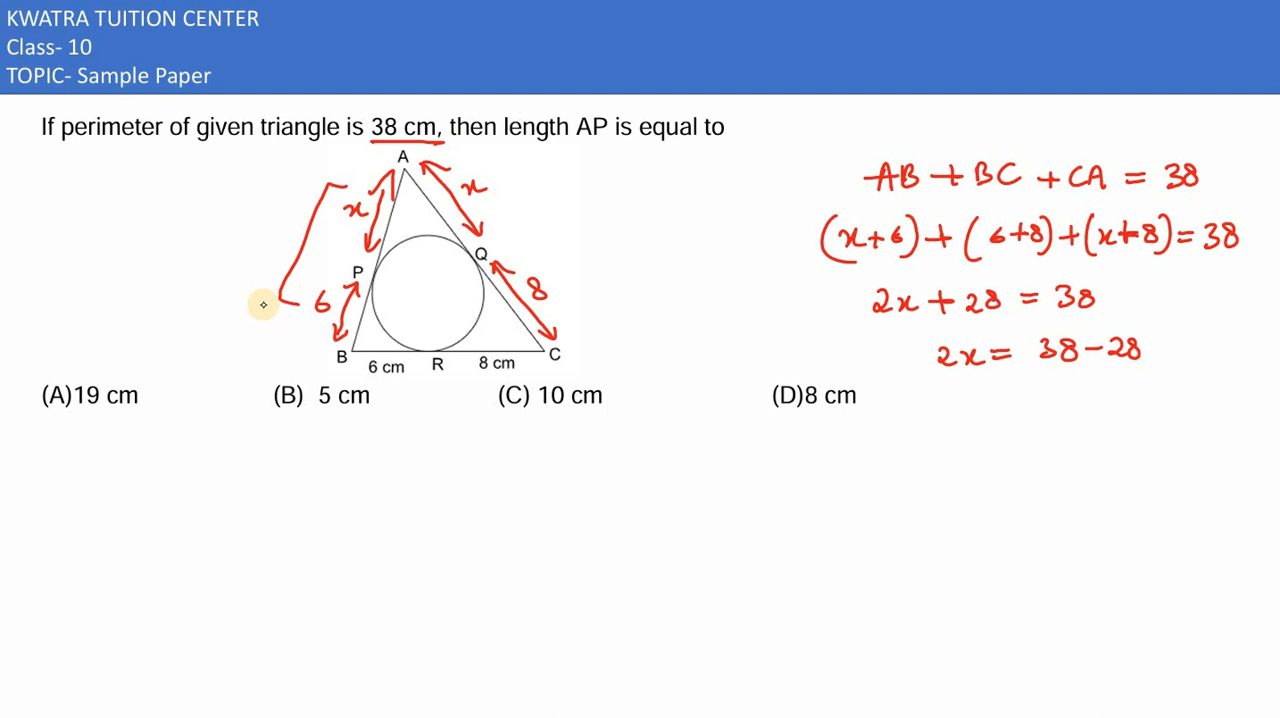 KWATRA TUITION CENTER
Class- 10
TOPIC- Sample Paper
If perimeter of given triangle is 38 cm, then length AP is equal to
A
x
x
P
Q
6
8
B
6 cm
R
8 cm
C
AB + BC + CA = 38
(x+6) + (6+8) + (x+8) = 38
2x + 28 = 38
2x = 38 - 28
(A)19 cm (B) 5 cm (C) 10 cm (D)8 cm